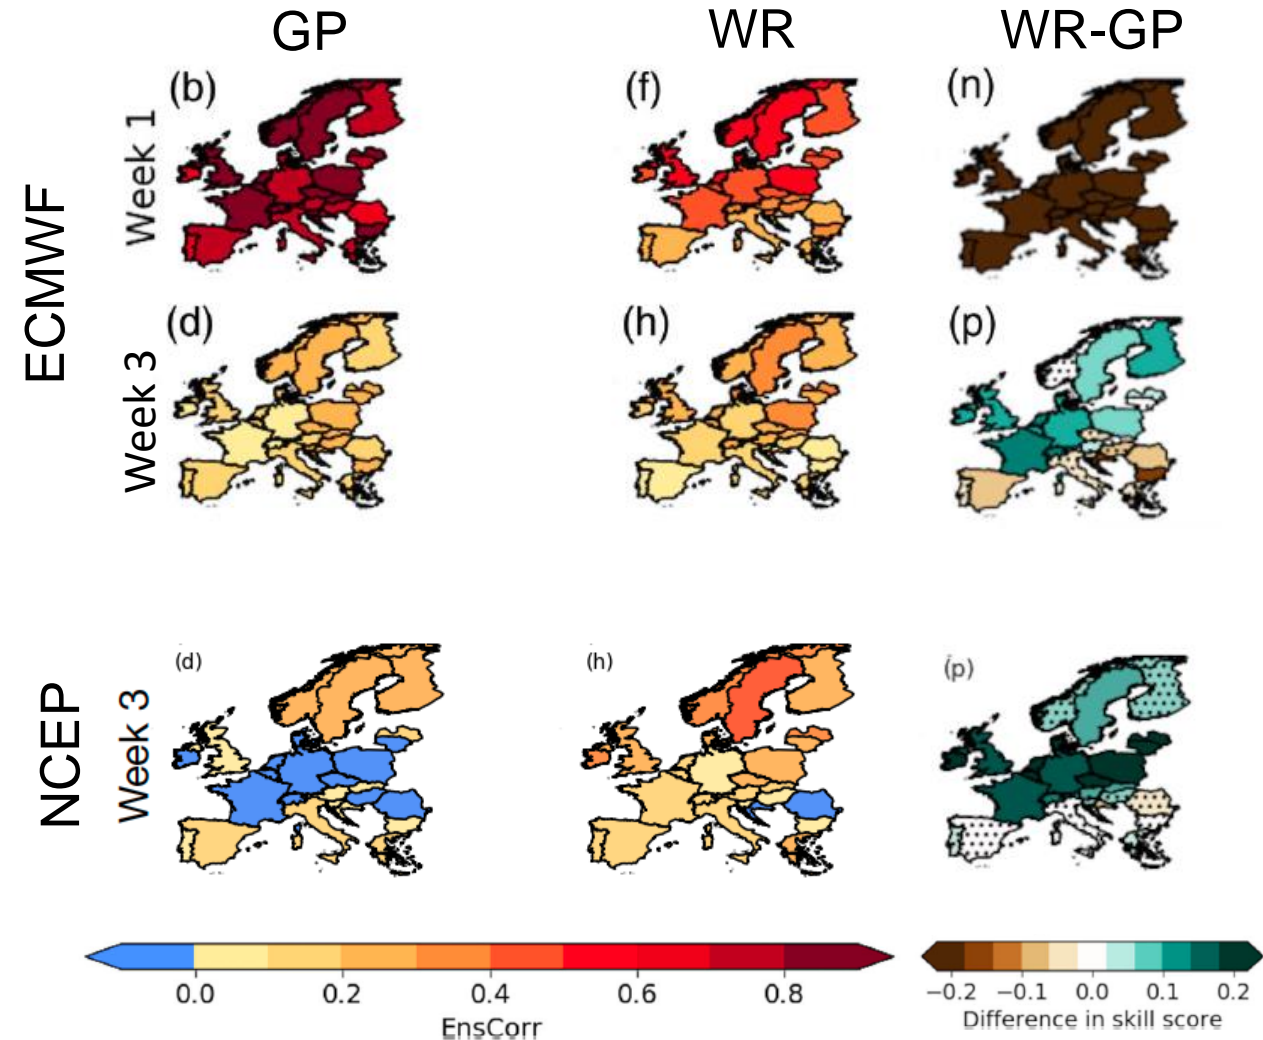 GP WR WR-GP
ECMWF
Week 1
(b) (f) (n)
Week 3
(d) (h) (p)
NCEP
Week 3
(d) (h) (p)
0.0 0.2 0.4 0.6 0.8
EnsCorr
−0.2 −0.1 0.0 0.1 0.2
Difference in skill score